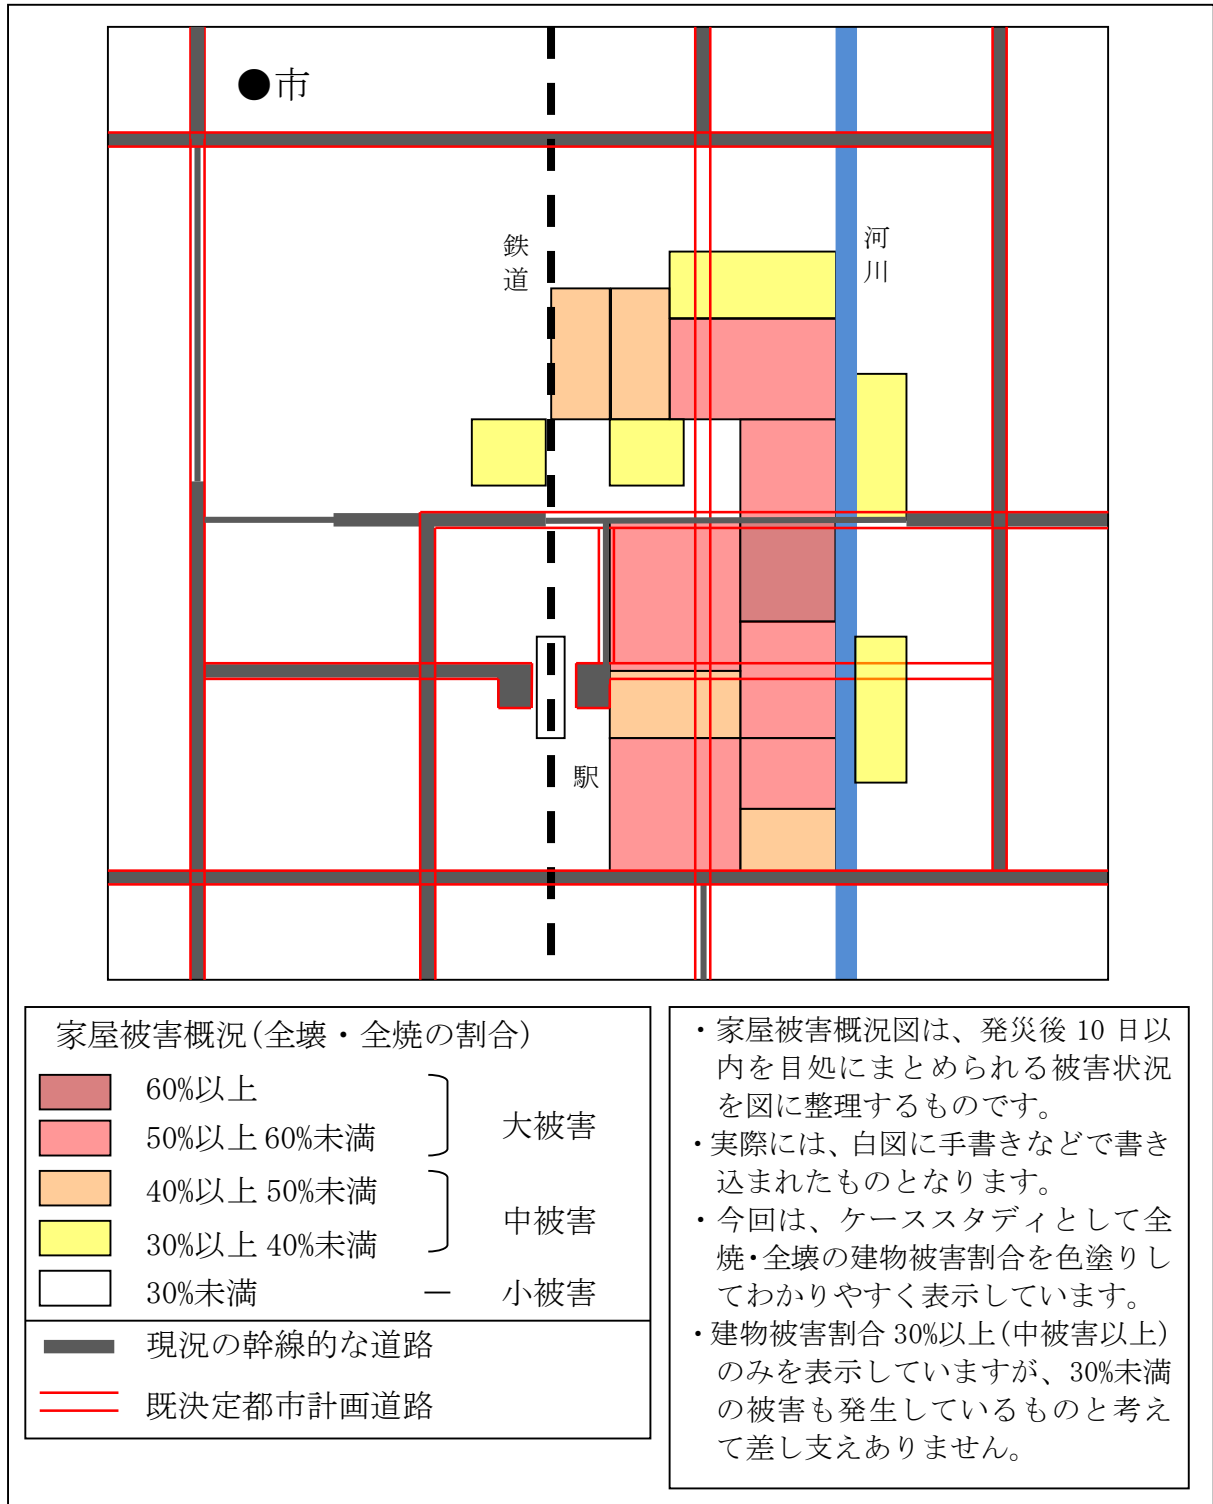 ●市
鉄道
河川
駅
家屋被害概況(全壊・全焼の割合)
60%以上
50%以上 60%未満
大被害
40%以上 50%未満
30%以上 40%未満
中被害
30%未満
― 小被害
現況の幹線的な道路
既決定都市計画道路
・家屋被害概況図は、発災後 10 日以
内を目処にまとめられる被害状況
を図に整理するものです。
・実際には、白図に手書きなどで書き
込まれたものとなります。
・今回は、ケーススタディとして全
焼・全壊の建物被害割合を色塗りし
てわかりやすく表示しています。
・建物被害割合 30%以上(中被害以上)
のみを表示していますが、30%未満
の被害も発生しているものと考え
て差し支えありません。